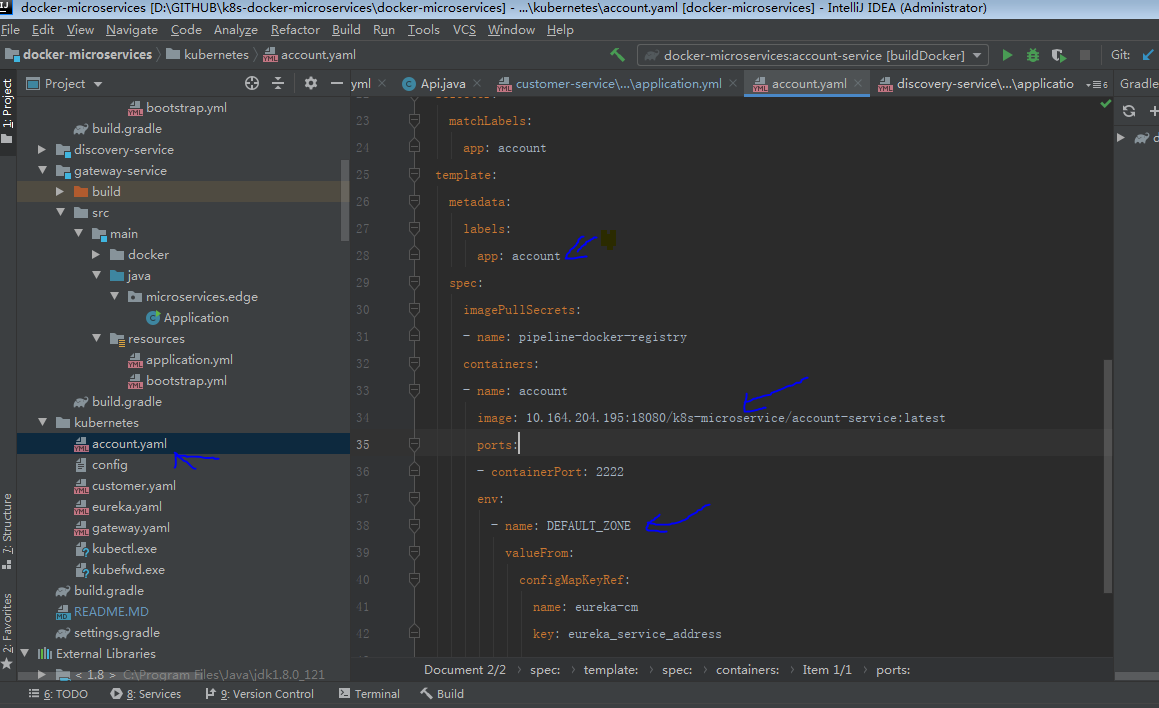 docker-microservices [D:\GITHUB\k8s-docker-microservices\docker-microservices] - ...\kubernetes\account.yaml [docker-microservices] - IntelliJ IDEA (Administrator)
File Edit View Navigate Code Analyze Refactor Build Run Tools VCS Window Help
docker-microservices kubernetes account.yaml docker-microservices:account-service [buildDocker] Git:
Project yml Api.java customer-service\...\application.yml account.yaml discovery-service\...\applicatio 6 Gradle
1: Project
7: Structure
2: Favorites
bootstrap.yml
build.gradle
discovery-service
gateway-service
build
src
main
docker
java
microservices.edge
Application
resources
application.yml
bootstrap.yml
build.gradle
kubernetes
account.yaml
config
customer.yaml
eureka.yaml
gateway.yaml
kubectl.exe
kubefwd.exe
build.gradle
README.MD
settings.gradle
External Libraries
< 1.8 > C:\Program Files\Java\jdk1.8.0_121
23 matchLabels:
24 app: account
25 template:
26 metadata:
27 labels:
28 app: account
29 spec:
30 imagePullSecrets:
31 - name: pipeline-docker-registry
32 containers:
33 - name: account
34 image: 10.164.204.195:18080/k8s-microservice/account-service:latest
35 ports:
36 - containerPort: 2222
37 env:
38 - name: DEFAULT_ZONE
39 valueFrom:
40 configMapKeyRef:
41 name: eureka-cm
42 key: eureka_service_address
Document 2/2 spec: template: spec: containers: Item 1/1 ports:
6: TODO 8: Services 9: Version Control Terminal Build